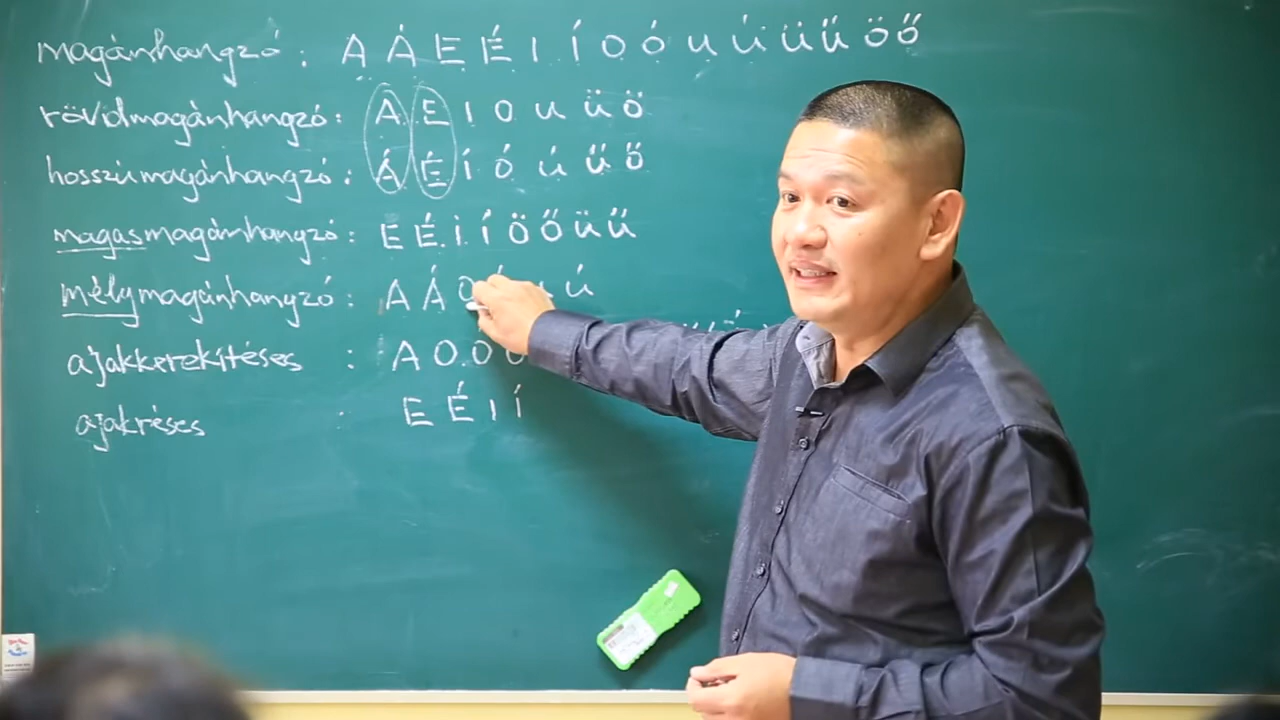 magánhangzó : A Á E É I Í O Ó u ú ü ű ö ő
rövidmagánhangzó : A E I O u ü ö
hosszúmagánhangzó : Á É Í Ó ú ű ő
magasmagánhangzó : E É i í ö ő ü ű
mélymagánhangzó : A Á O u ú
ajakkerekítéses : A O
ajakréses : E É I Í